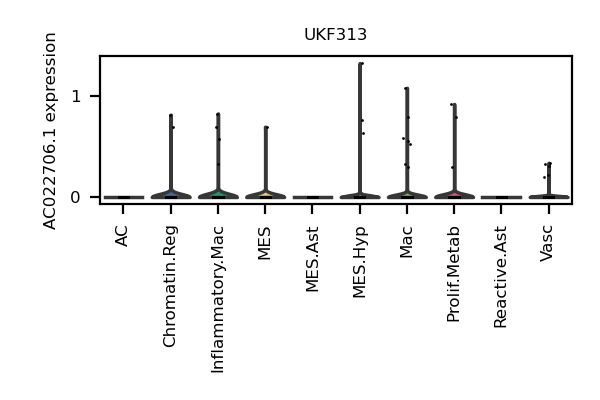 UKF313
AC022706.1 expression
1
0
AC
Chromatin.Reg
Inflammatory.Mac
MES
MES.Ast
MES.Hyp
Mac
Prolif.Metab
Reactive.Ast
Vasc